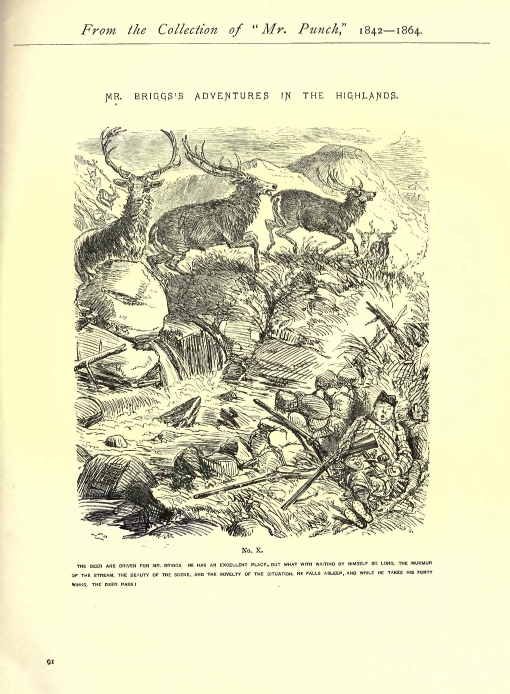 From the Collection of "Mr. Punch," 1842—1864.
MR. BRIGGS'S ADVENTURES IN THE HIGHLANDS.
No. X.
THE DEER ARE DRIVEN FOR MR. BRIGGS. HE HAS AN EXCELLENT PLACE, BUT WHAT WITH WAITING BY HIMSELF SO LONG, THE MURMUR
OF THE STREAM, THE BEAUTY OF THE SCENE, AND THE NOVELTY OF THE SITUATION, HE FALLS ASLEEP, AND WHILE HE TAKES HIS FORTY
WINKS, THE DEER PASS!
91